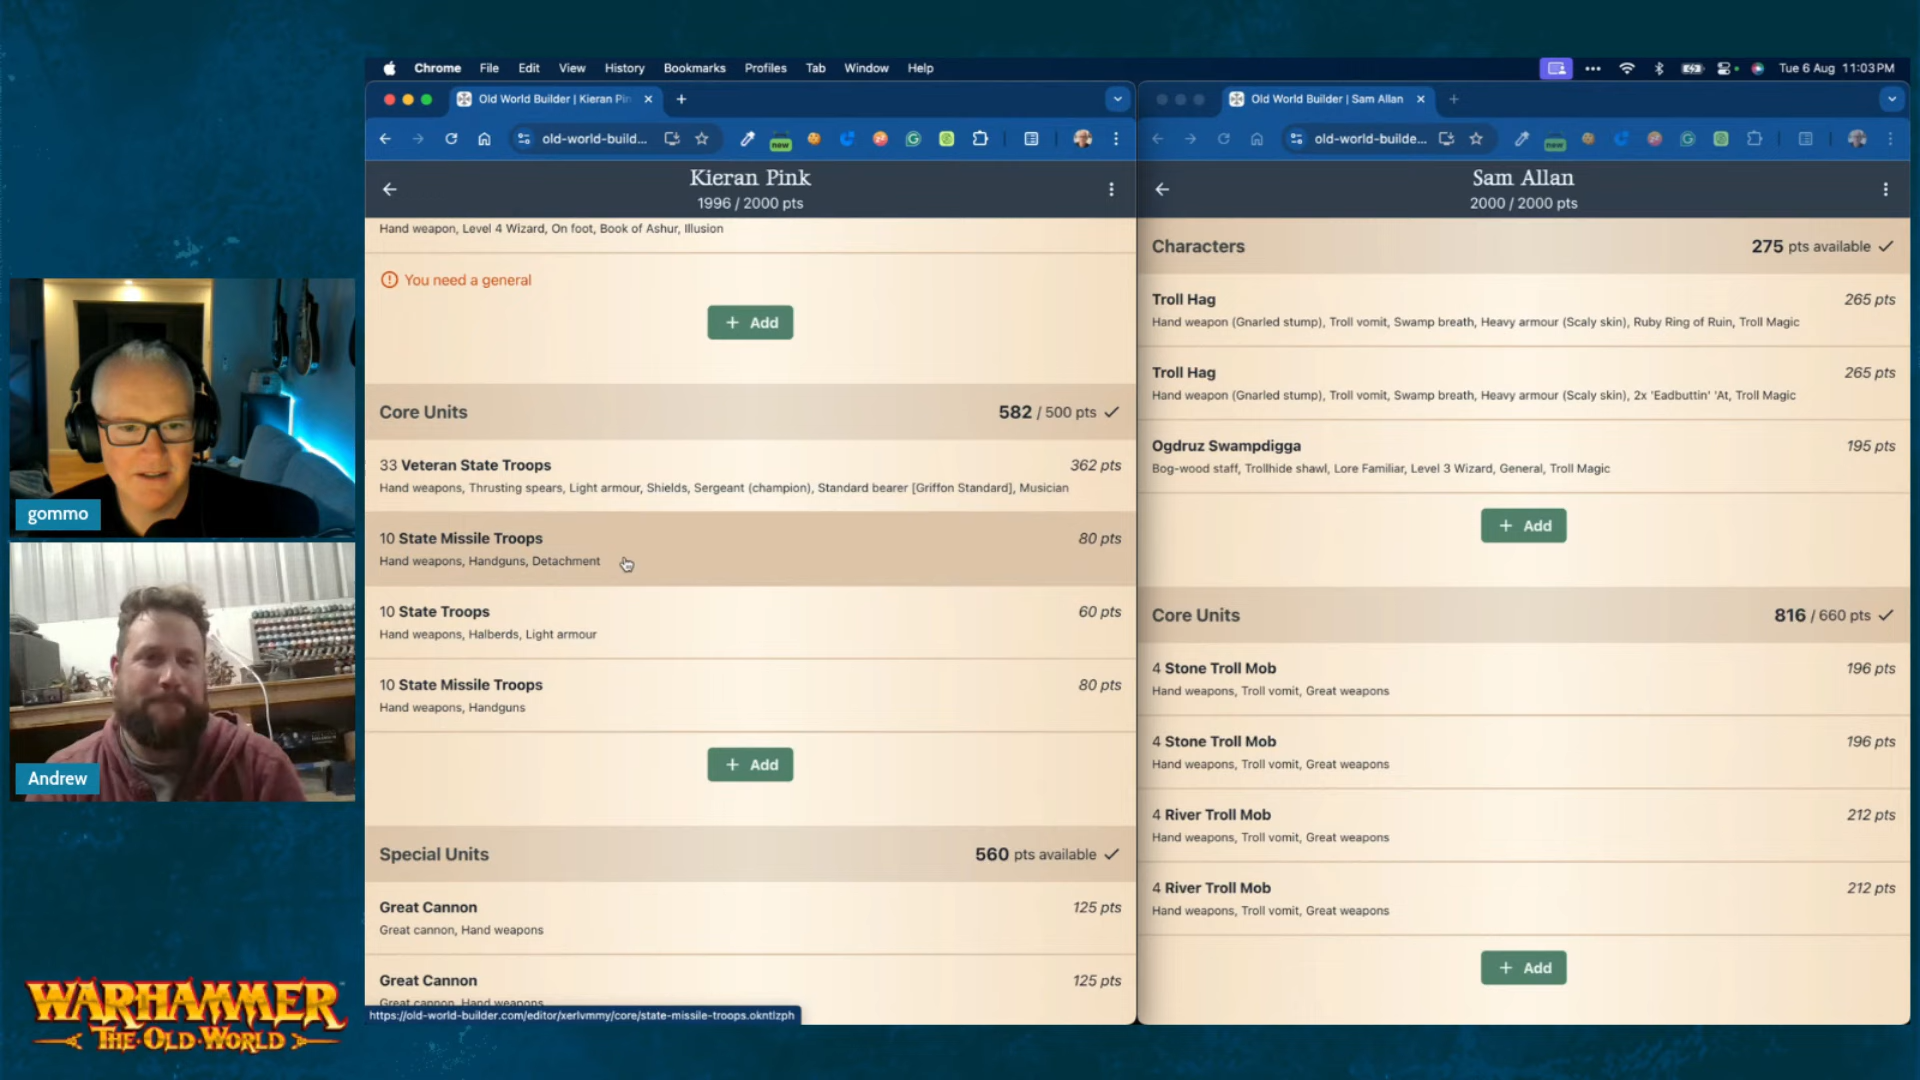 Chrome File Edit View History Bookmarks Profiles Tab Window Help
Tue 6 Aug 11:03 PM
Old World Builder | Kieran Pin
old-world-build...
new
Kieran Pink
1996 / 2000 pts
Hand weapon, Level 4 Wizard, On foot, Book of Ashur, Illusion
You need a general
+ Add
Core Units 582 / 500 pts
33 Veteran State Troops 362 pts
Hand weapons, Thrusting spears, Light armour, Shields, Sergeant (champion), Standard bearer [Griffon Standard], Musician
10 State Missile Troops 80 pts
Hand weapons, Handguns, Detachment
10 State Troops 60 pts
Hand weapons, Halberds, Light armour
10 State Missile Troops 80 pts
Hand weapons, Handguns
+ Add
Special Units 560 pts available
Great Cannon 125 pts
Great cannon, Hand weapons
Great Cannon 125 pts
Great cannon, Hand weapons
https://old-world-builder.com/editor/xerlvmmy/core/state-missile-troops.okntlzph
Old World Builder | Sam Allan
old-world-builde...
new
Sam Allan
2000 / 2000 pts
Characters 275 pts available
Troll Hag 265 pts
Hand weapon (Gnarled stump), Troll vomit, Swamp breath, Heavy armour (Scaly skin), Ruby Ring of Ruin, Troll Magic
Troll Hag 265 pts
Hand weapon (Gnarled stump), Troll vomit, Swamp breath, Heavy armour (Scaly skin), 2x 'Eadbuttin' 'At, Troll Magic
Ogdruz Swampdigga 195 pts
Bog-wood staff, Trollhide shawl, Lore Familiar, Level 3 Wizard, General, Troll Magic
+ Add
Core Units 816 / 660 pts
4 Stone Troll Mob 196 pts
Hand weapons, Troll vomit, Great weapons
4 Stone Troll Mob 196 pts
Hand weapons, Troll vomit, Great weapons
4 River Troll Mob 212 pts
Hand weapons, Troll vomit, Great weapons
4 River Troll Mob 212 pts
Hand weapons, Troll vomit, Great weapons
+ Add
gommo
Andrew
WARHAMMER
THE OLD WORLD